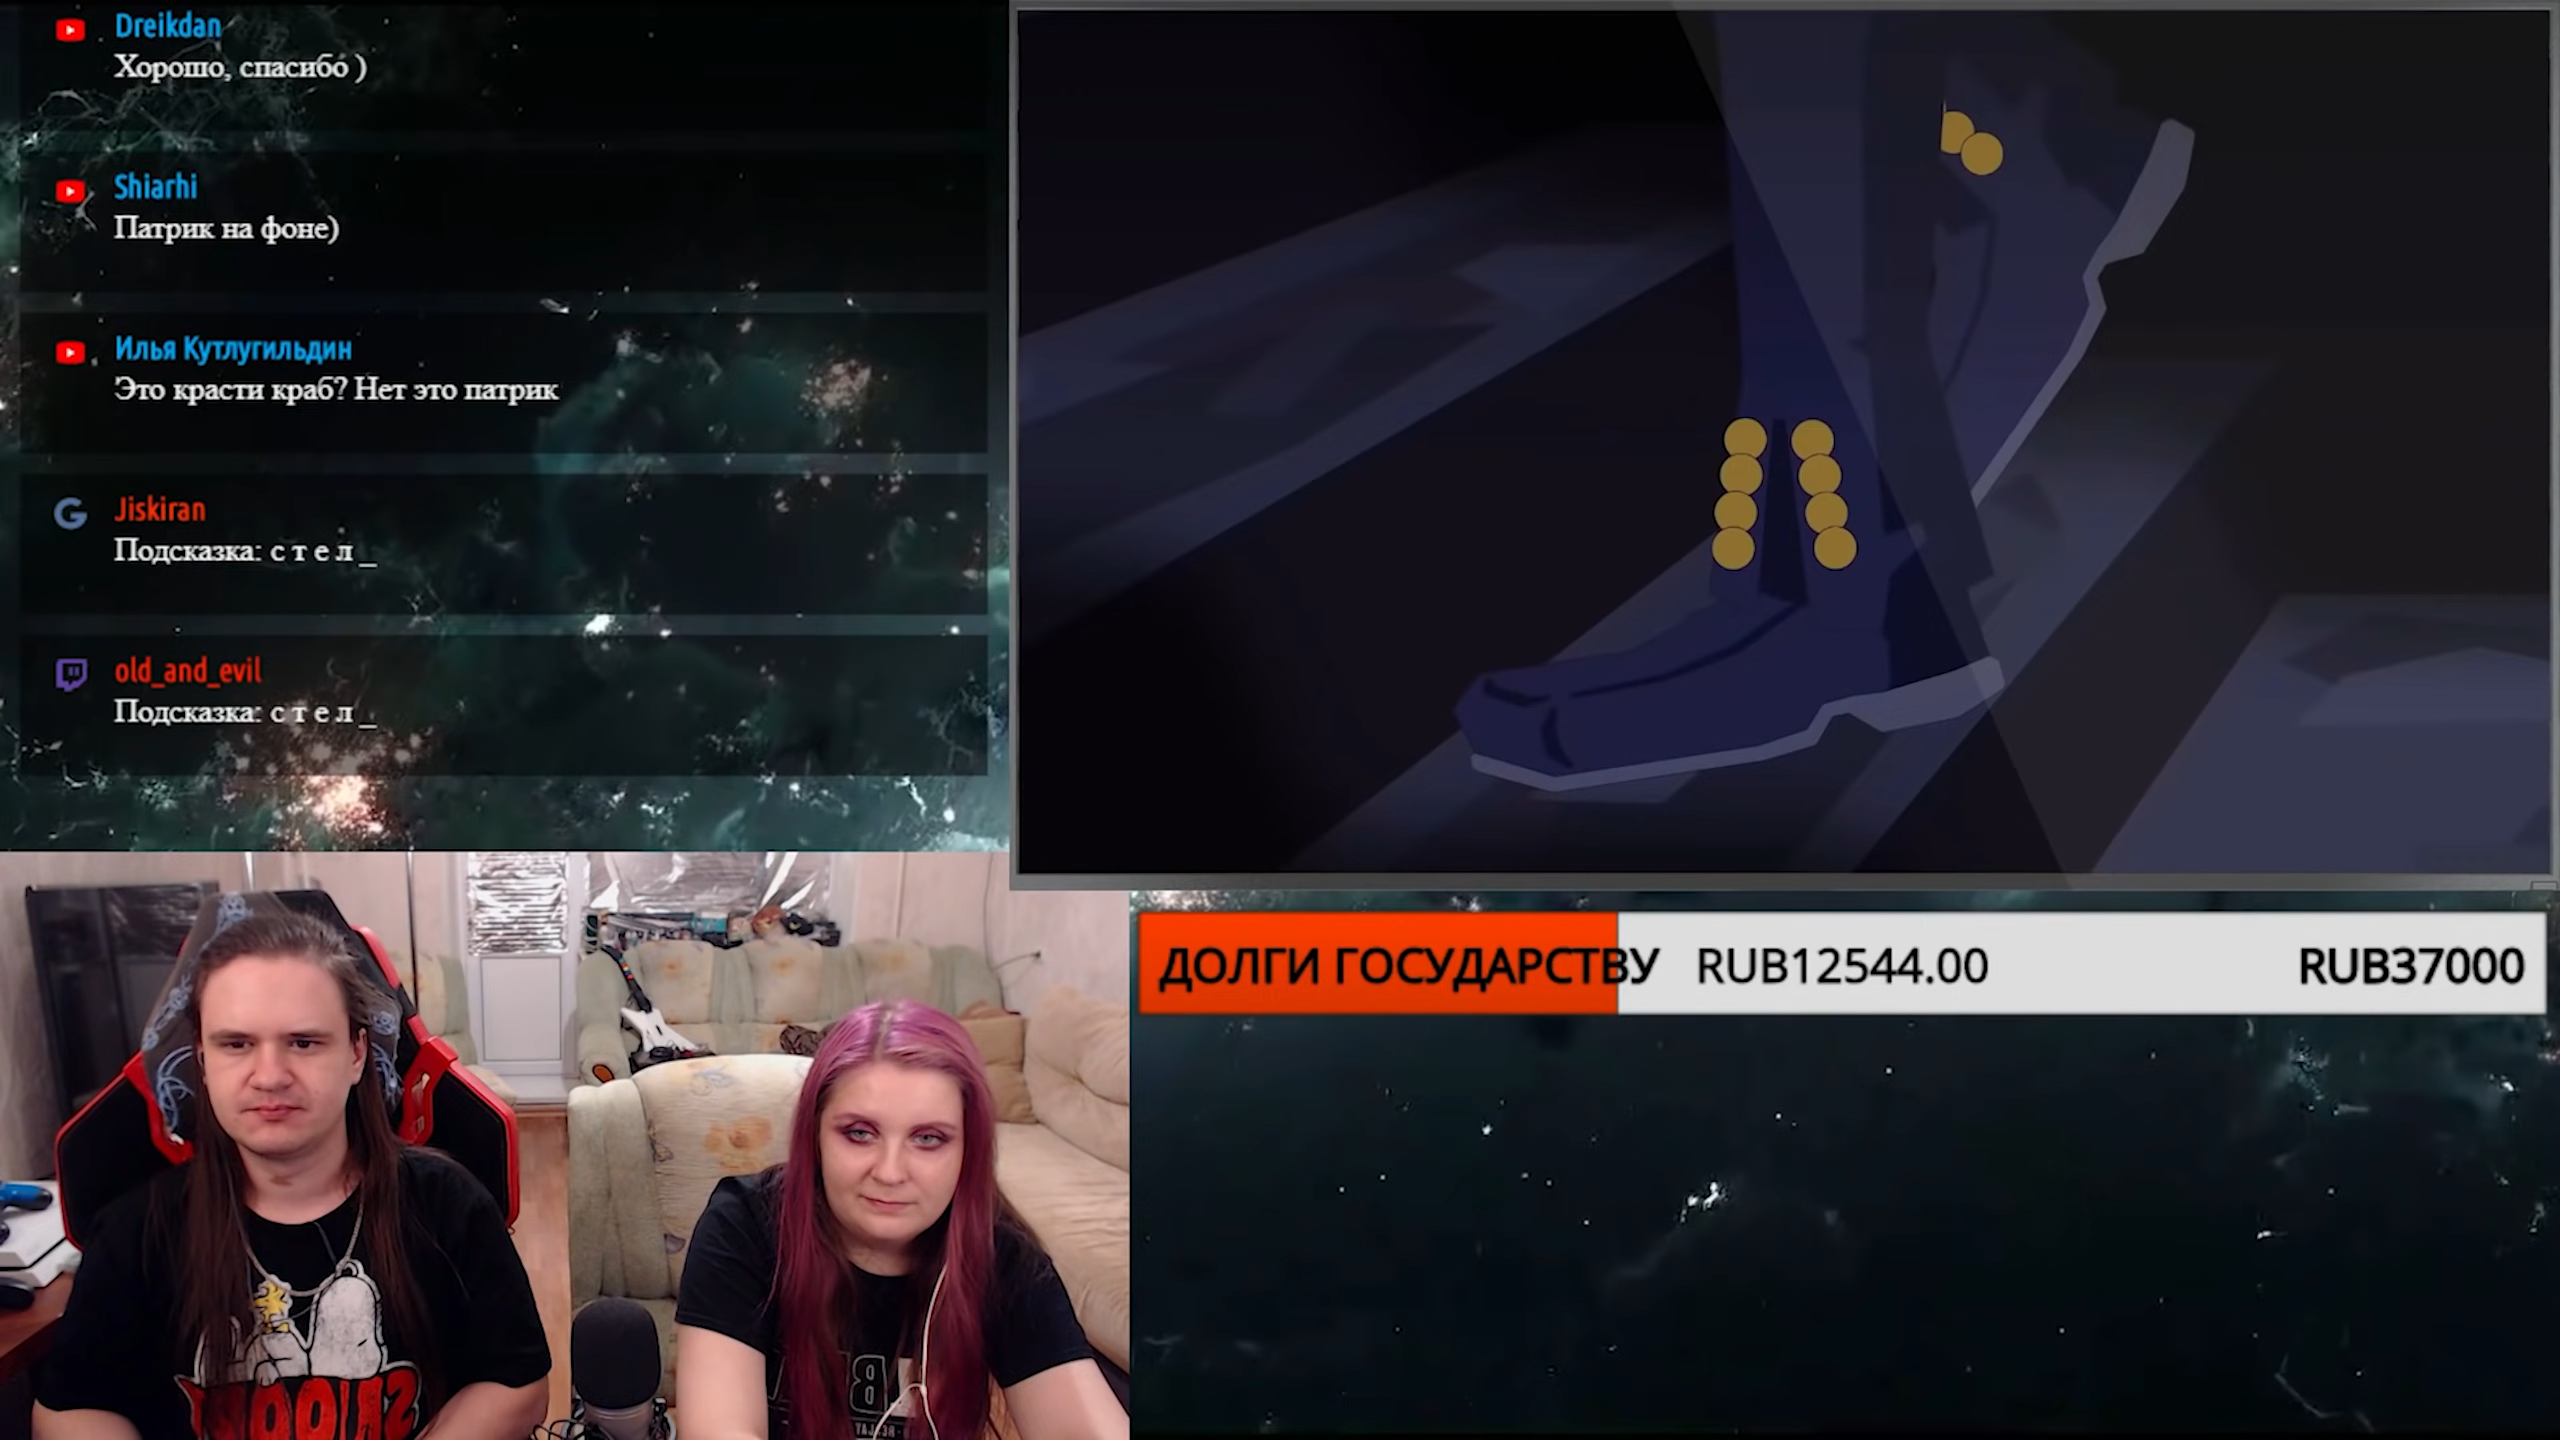 Dreikdan
Хорошо, спасибо )
Shiarhi
Патрик на фоне)
Илья Кутлугильдин
Это красти краб? Нет это патрик
Jiskiran
Подсказка: с т е л _
old_and_evil
Подсказка: с т е л _
ДОЛГИ ГОСУДАРСТВУ RUB12544.00 RUB37000